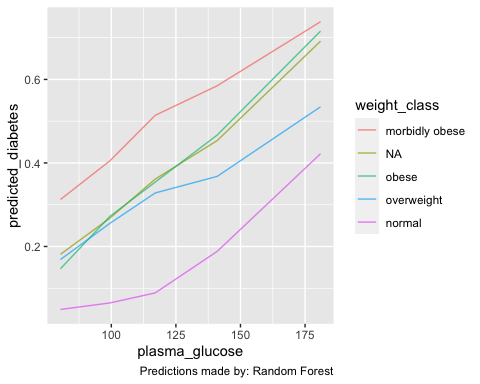 0.6
0.4
0.2
predicted_diabetes
100
125
150
175
plasma_glucose
Predictions made by: Random Forest
weight_class
morbidly obese
NA
obese
overweight
normal